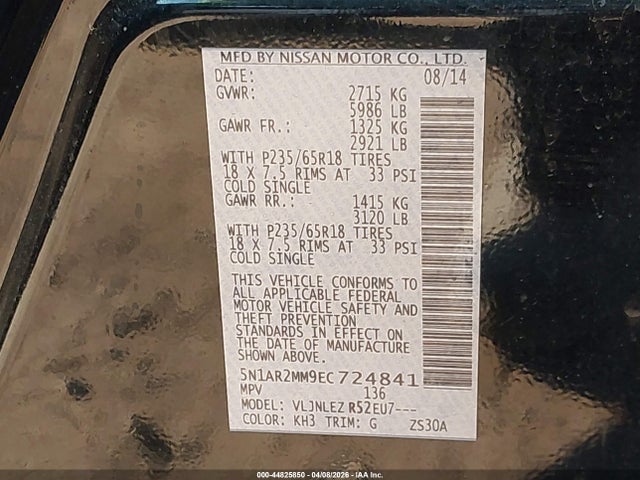 MFD BY NISSAN MOTOR CO., LTD.
DATE: 08/14
GVWR: 2715 KG
5986 LB
GAWR FR.: 1325 KG
2921 LB
WITH P235/65R18 TIRES
18 X 7.5 RIMS AT 33 PSI
COLD SINGLE
GAWR RR.: 1415 KG
3120 LB
WITH P235/65R18 TIRES
18 X 7.5 RIMS AT 33 PSI
COLD SINGLE
THIS VEHICLE CONFORMS TO
ALL APPLICABLE FEDERAL
MOTOR VEHICLE SAFETY AND
THEFT PREVENTION
STANDARDS IN EFFECT ON
THE DATE OF MANUFACTURE
SHOWN ABOVE.
5N1AR2MM9EC724841
MPV 136
MODEL: VLJNLEZ R52EU7---
COLOR: KH3 TRIM: G ZS30A
000-44825850 - 04/08/2026 - IAA, Inc.